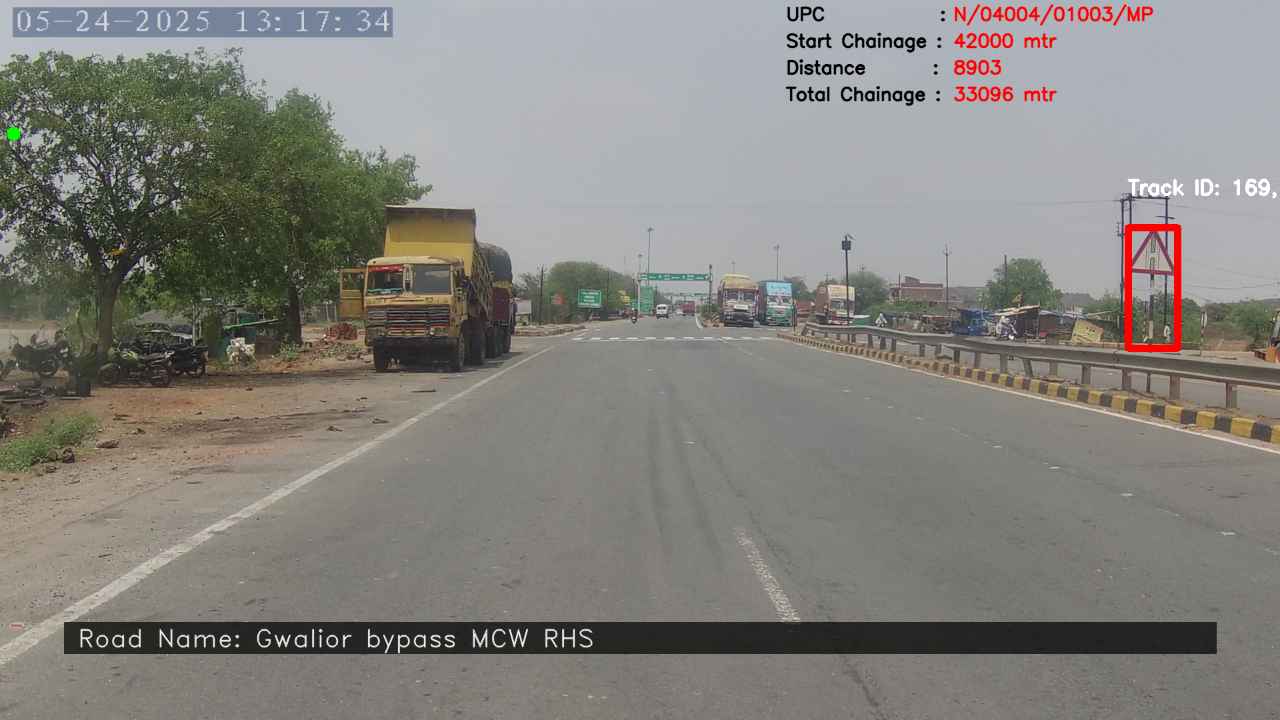 05-24-2025 13:17:34
UPC : N/04004/01003/MP
Start Chainage : 42000 mtr
Distance : 8903
Total Chainage : 33096 mtr
Track ID: 169,
Road Name: Gwalior bypass MCW RHS